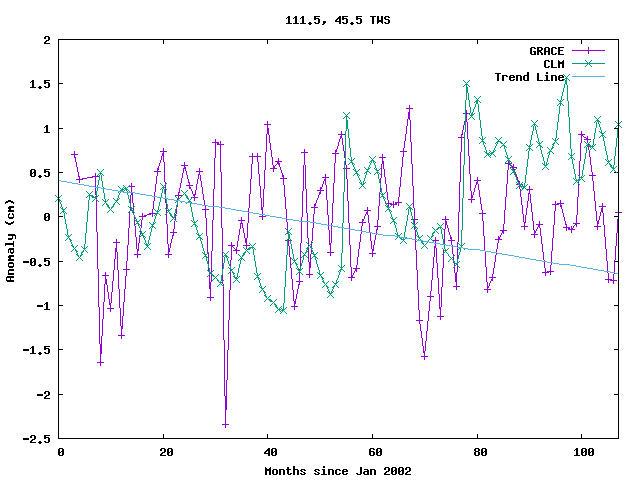 111.5, 45.5 TWS
GRACE
CLM
Trend Line
2
1.5
1
0.5
0
-0.5
-1
-1.5
-2
-2.5
Anomaly (cm)
0 20 40 60 80 100
Months since Jan 2002